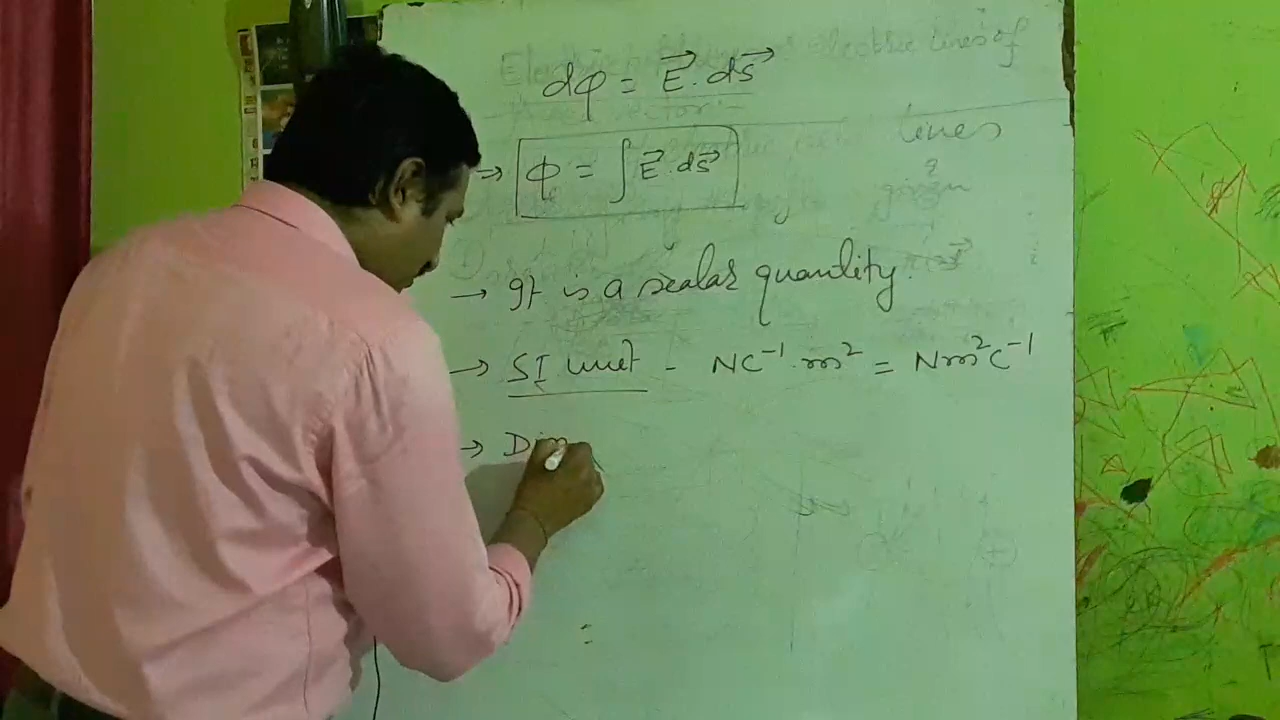 dφ = E⃗. ds⃗
→ φ = ∫ E⃗. ds⃗
→ It is a scalar quantity.
→ SI unit - NC⁻¹. m² = Nm²C⁻¹
→ Dim